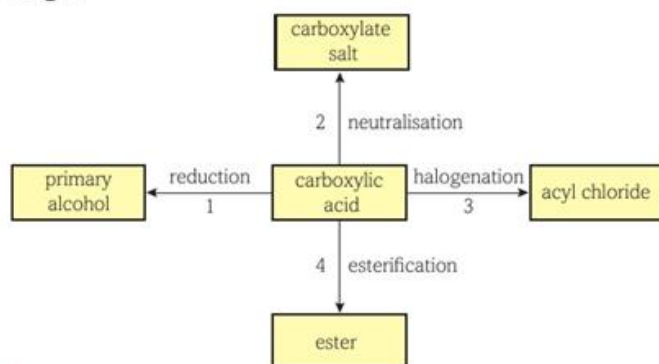 carboxylate
salt
2 neutralisation
primary
alcohol
reduction
1
carboxylic
acid
halogenation
3
acyl chloride
4 esterification
ester